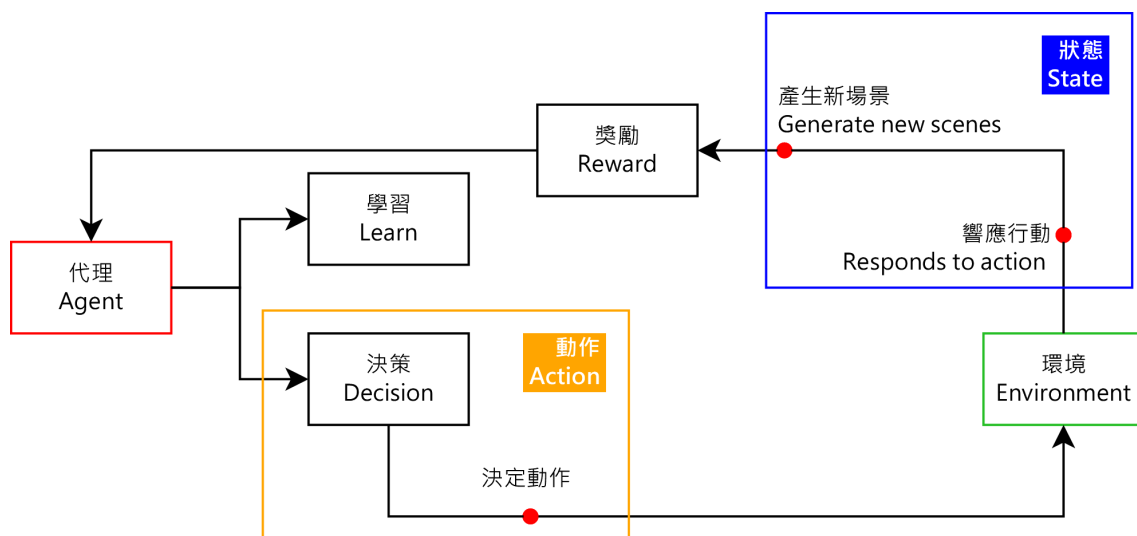 狀態
State
產生新場景
Generate new scenes
獎勵
Reward
學習
Learn
響應行動
Responds to action
代理
Agent
決策
Decision
動作
Action
環境
Environment
決定動作